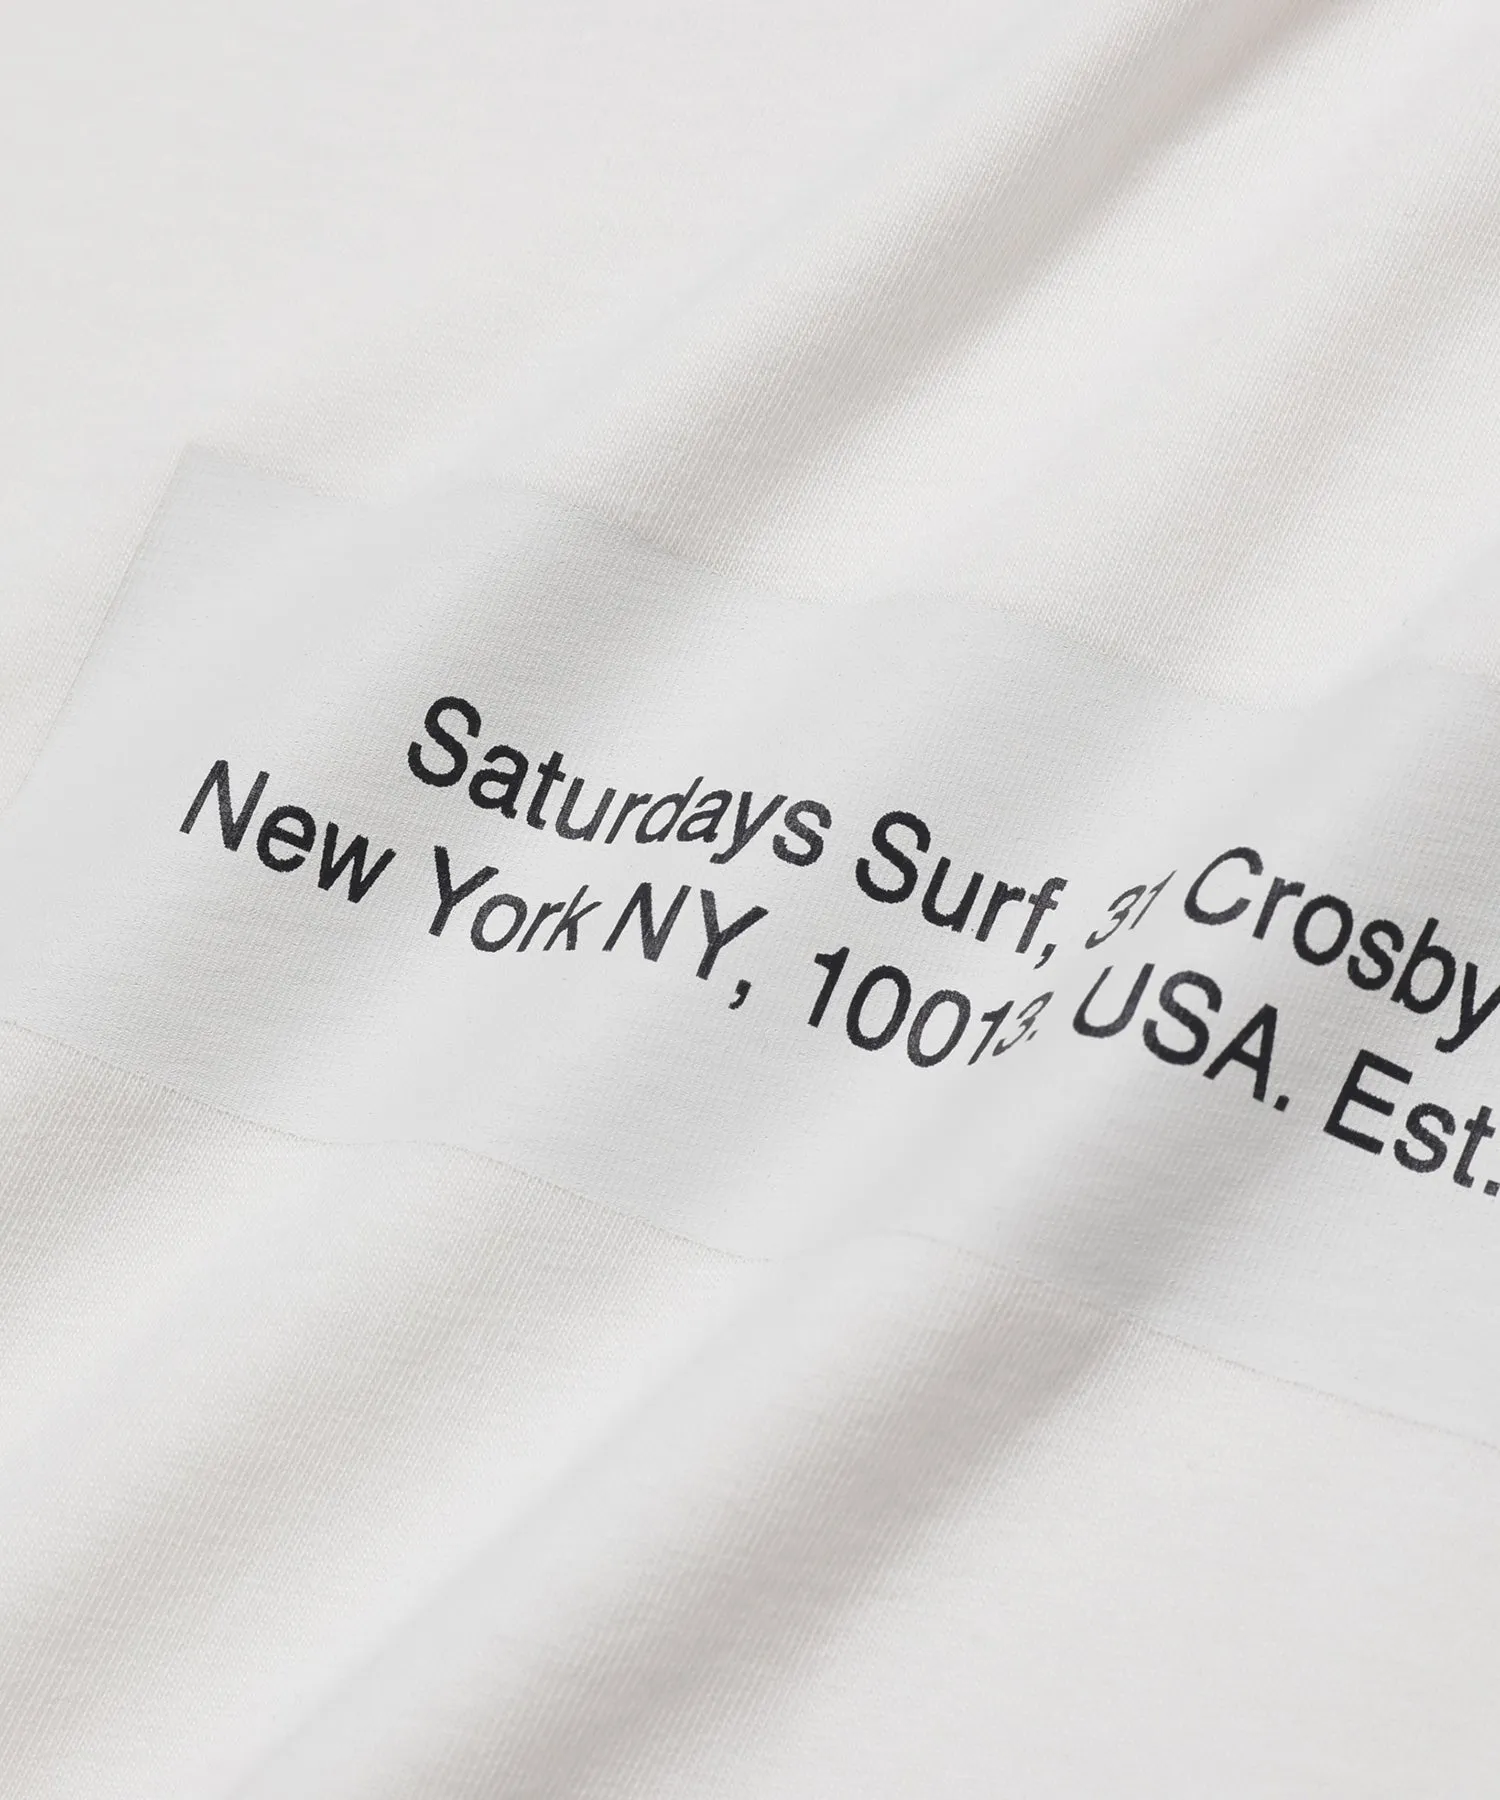 Saturdays Surf, 31 Crosby
New York NY, 10013. USA. Est.